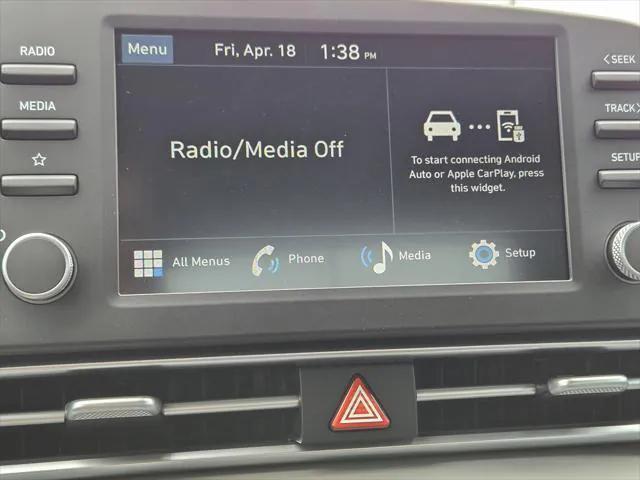 RADIO
MEDIA
Menu
Fri, Apr. 18
1:38 PM
Radio/Media Off
To start connecting Android
Auto or Apple CarPlay, press
this widget.
All Menus
Phone
Media
Setup
SEEK
TRACK
SETUP